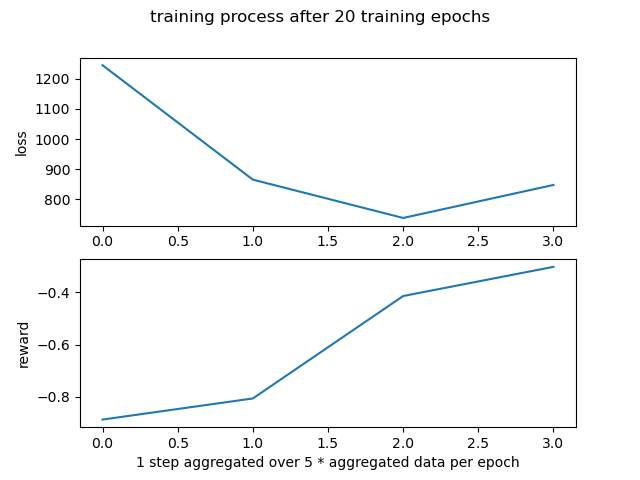 training process after 20 training epochs
1200
1100
1000
900
800
loss
0.0 0.5 1.0 1.5 2.0 2.5 3.0
−0.4
−0.6
−0.8
reward
0.0 0.5 1.0 1.5 2.0 2.5 3.0
1 step aggregated over 5 * aggregated data per epoch